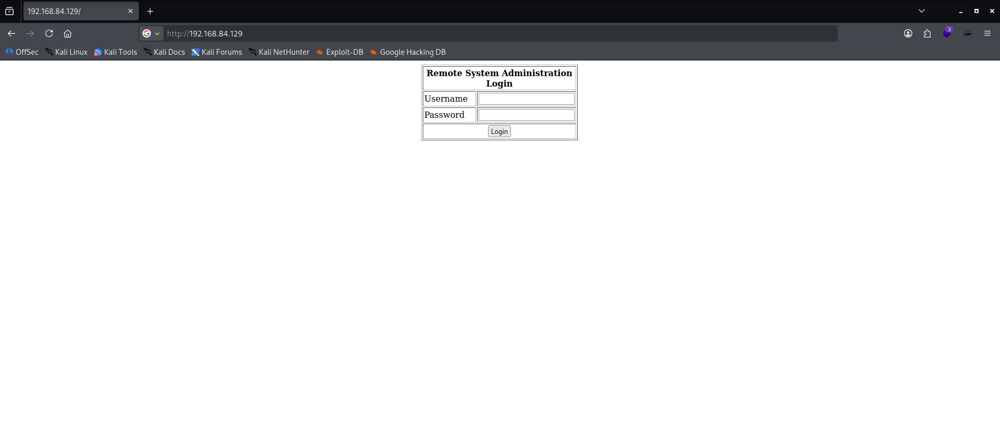 192.168.84.129/
http://192.168.84.129
3
OffSec Kali Linux Kali Tools Kali Docs Kali Forums Kali NetHunter Exploit-DB Google Hacking DB
Remote System Administration
Login
Username
Password
Login